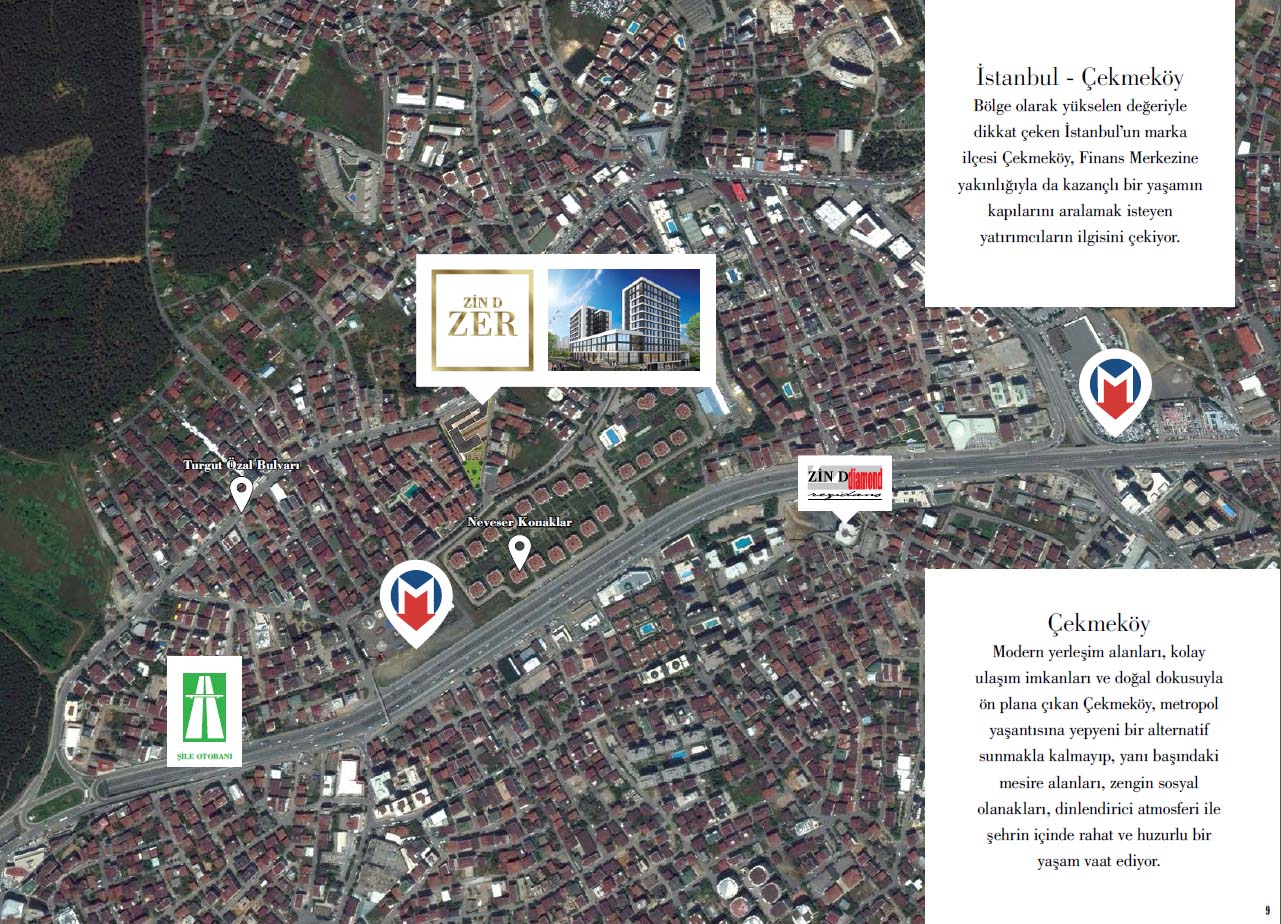 İstanbul - Çekmeköy
Bölge olarak yükselen değeriyle
dikkat çeken İstanbul'un marka
ilçesi Çekmeköy, Finans Merkezine
yakınlığıyla da kazançlı bir yaşamın
kapılarını aralamak isteyen
yatırımcıların ilgisini çekiyor.
ZİN D
ZER
Turgut Özal Bulvarı
Neveser Konaklar
ZİN D diamond
rezidans
ŞİLE OTOBANI
Çekmeköy
Modern yerleşim alanları, kolay
ulaşım imkanları ve doğal dokusuyla
ön plana çıkan Çekmeköy, metropol
yaşantısına yepyeni bir alternatif
sunmakla kalmayıp, yanı başındaki
mesire alanları, zengin sosyal
olanakları, dinlendirici atmosferi ile
şehrin içinde rahat ve huzurlu bir
yaşam vaat ediyor.
9